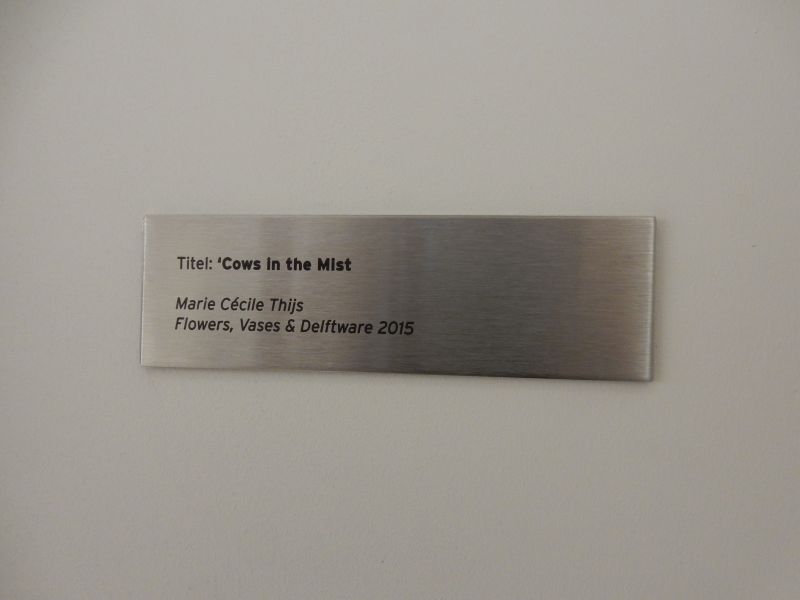 Titel: ‘Cows in the Mist
Marie Cécile Thijs
Flowers, Vases & Delftware 2015